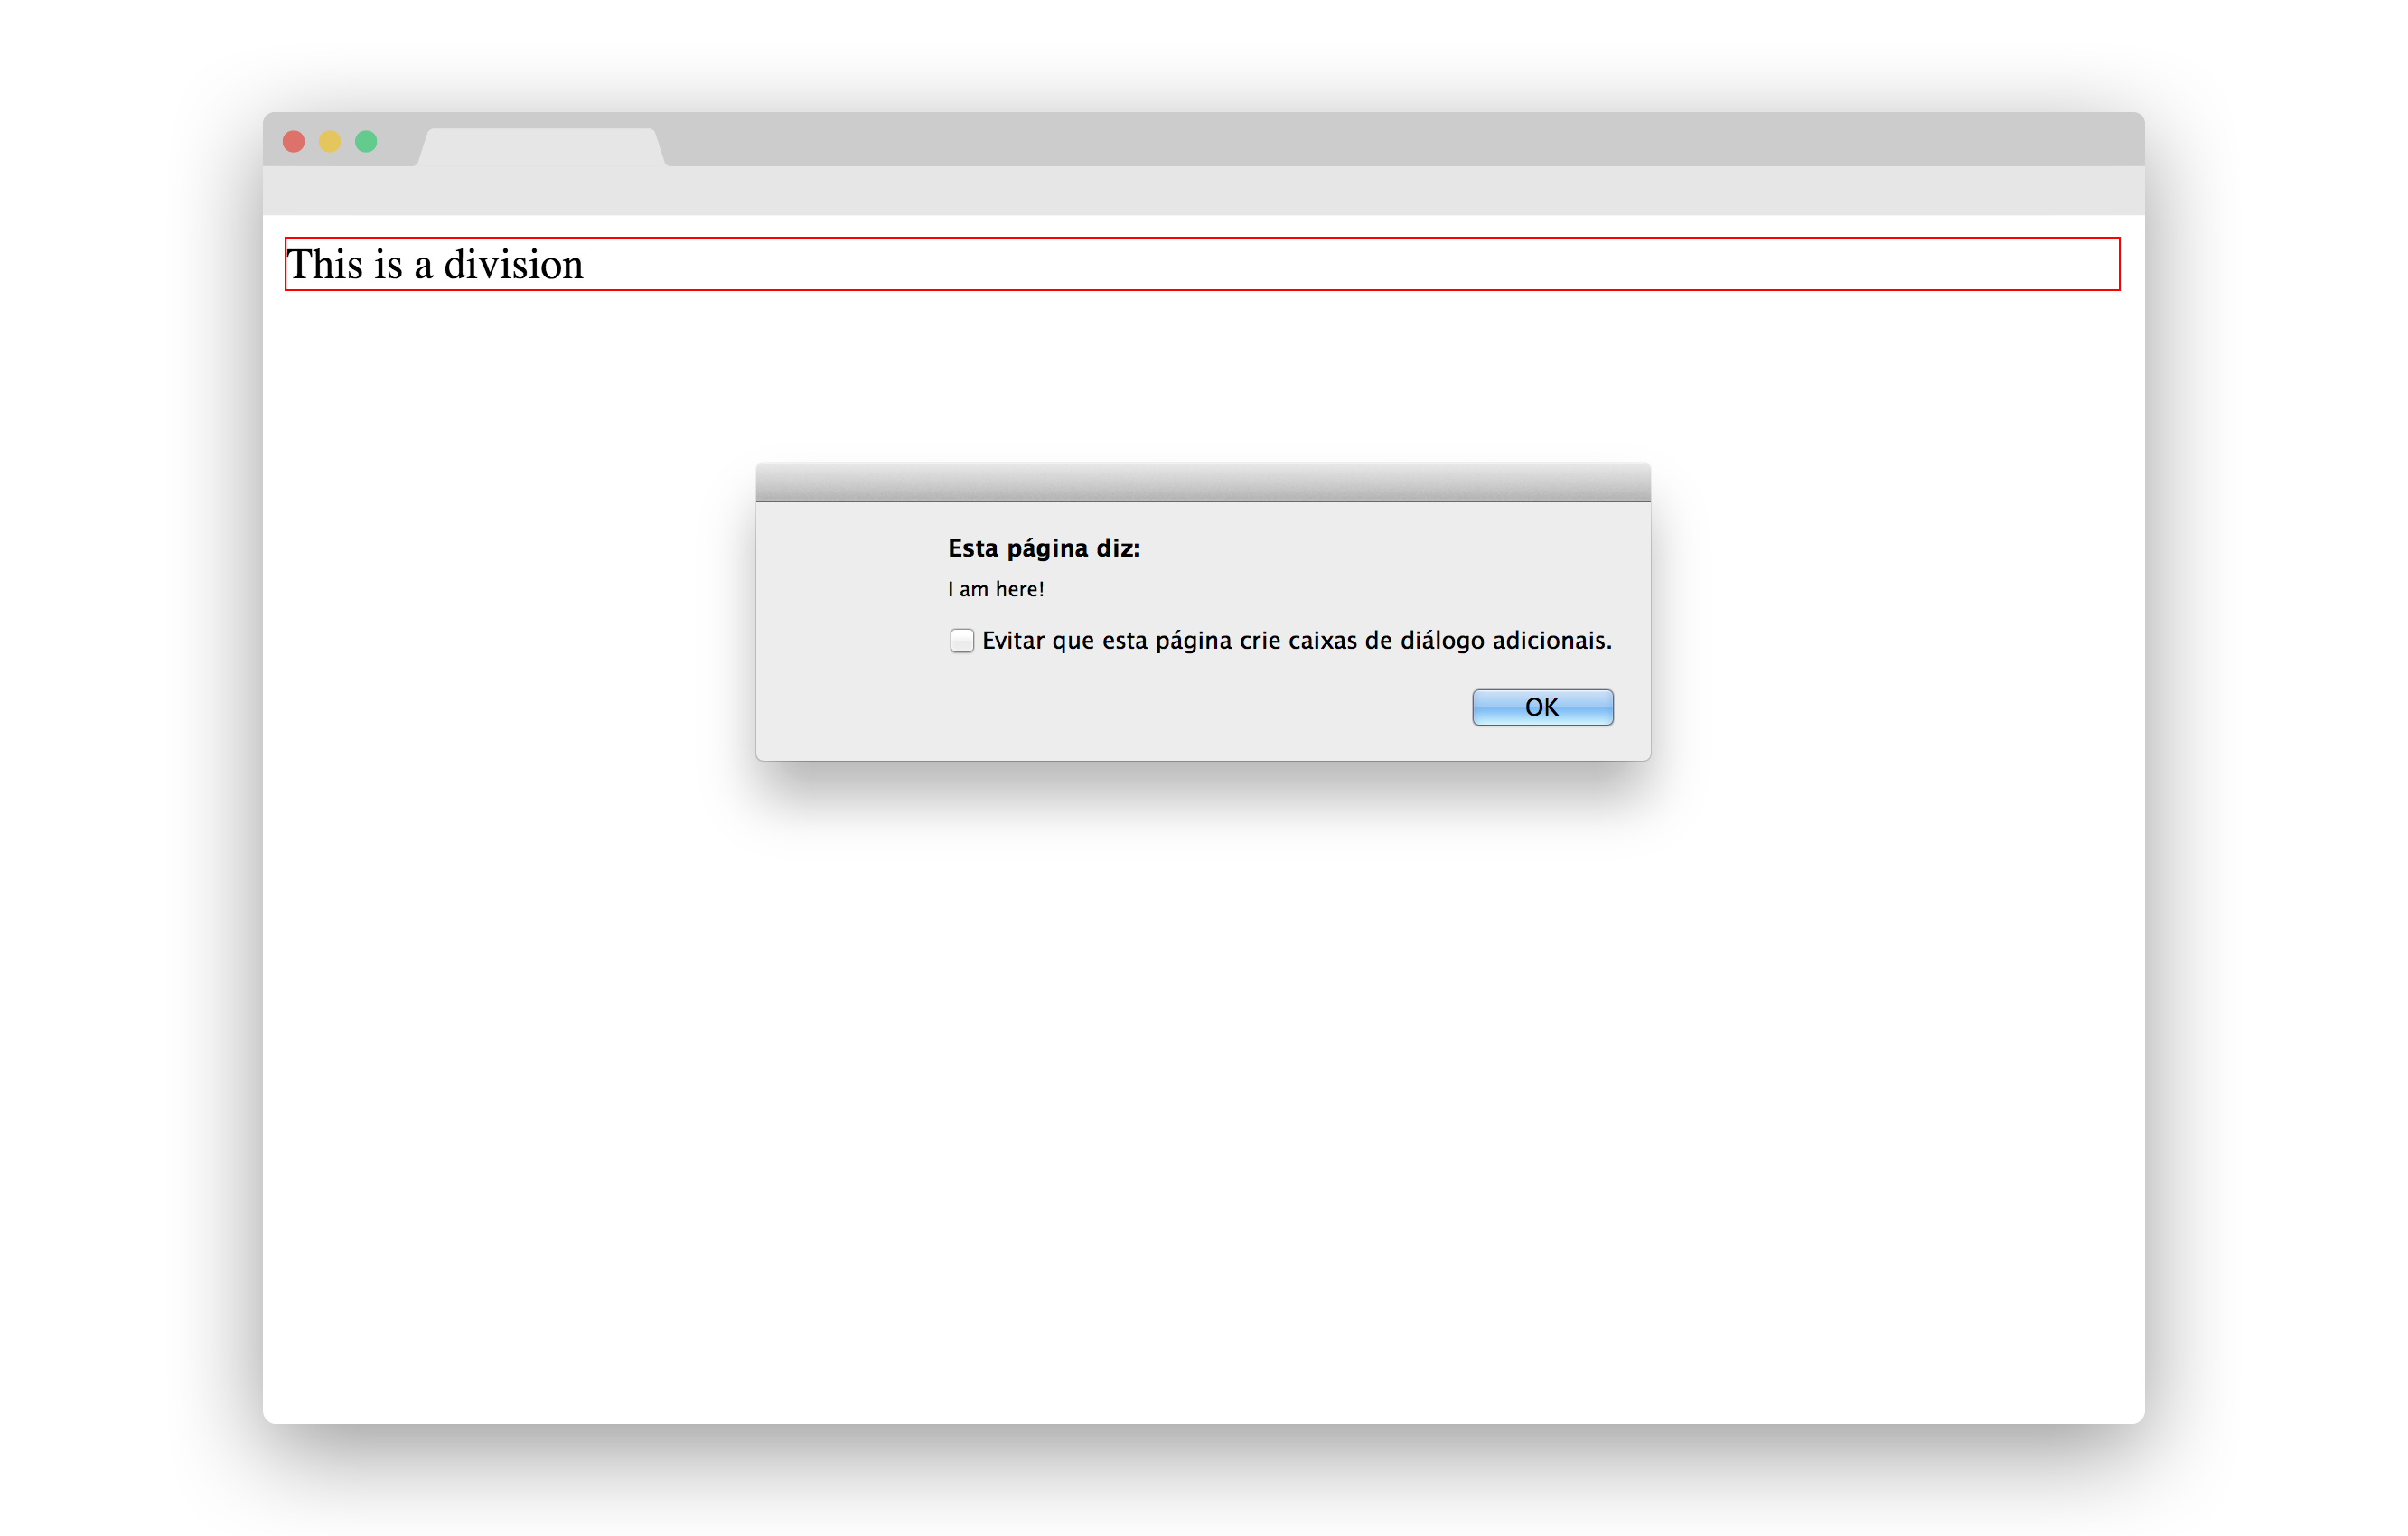 This is a division
Esta página diz:
I am here!
Evitar que esta página crie caixas de diálogo adicionais.
OK